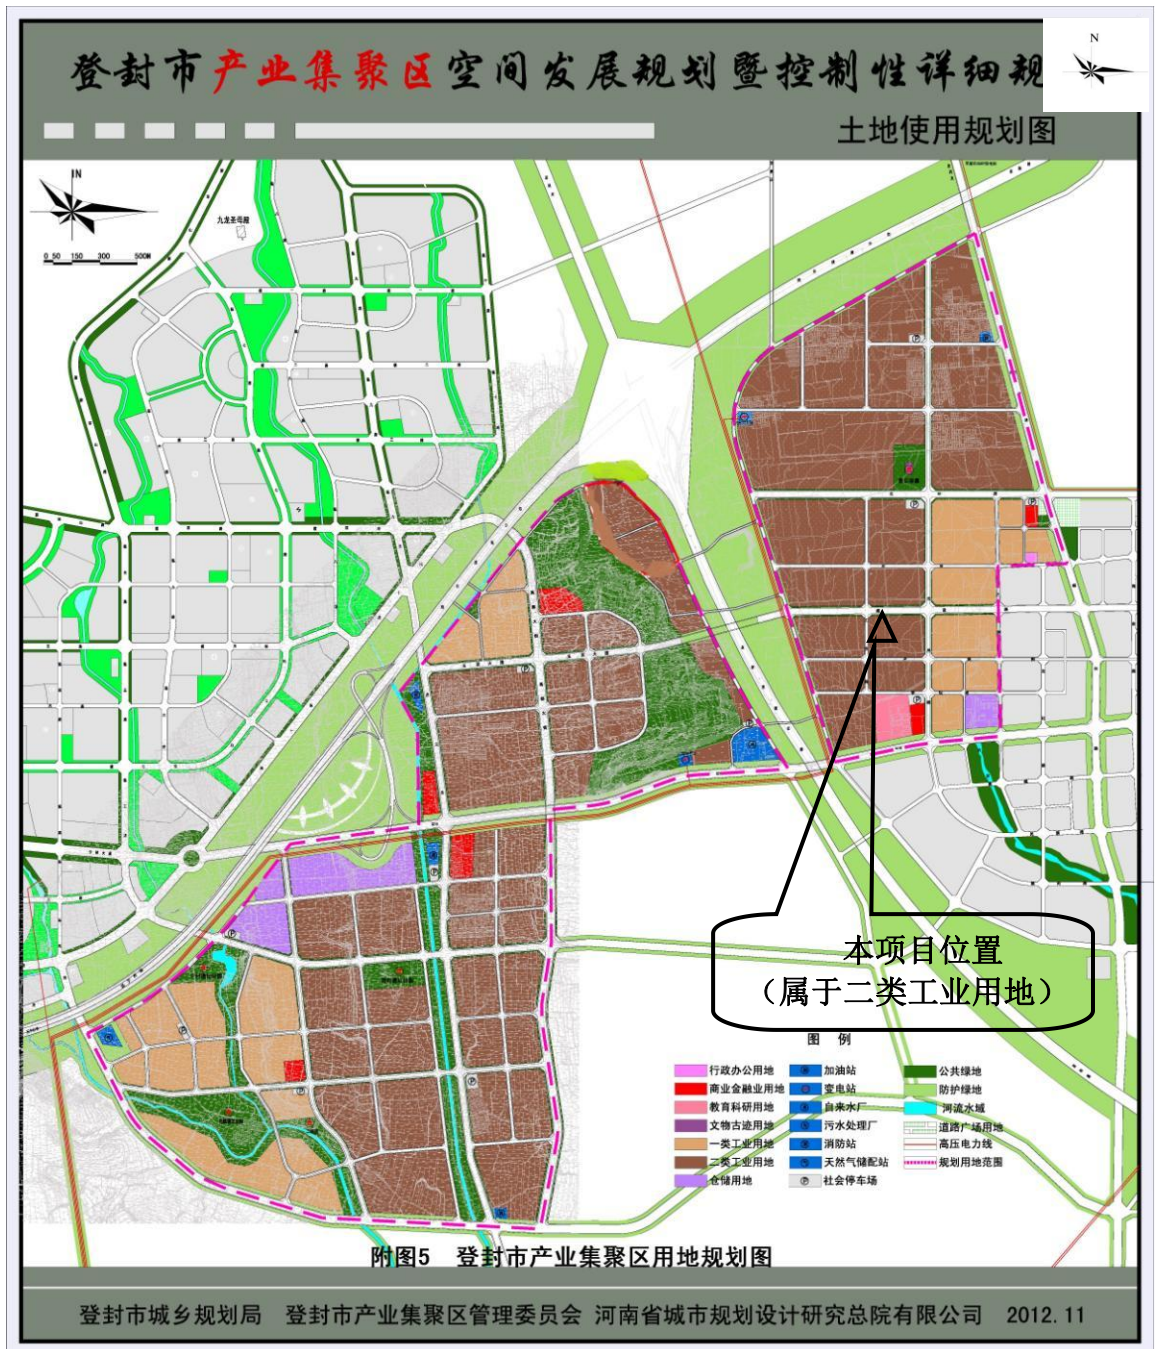 登封市产业集聚区空间发展规划暨控制性详细规
N
土地使用规划图
N
九龙圣母殿
0 50 150 300 500M
本项目位置
（属于二类工业用地）
图 例
行政办公用地 加油站 公共绿地
商业金融业用地 变电站 防护绿地
教育科研用地 自来水厂 河流水域
文物古迹用地 污水处理厂 道路广场用地
一类工业用地 消防站 高压电力线
二类工业用地 天然气储配站 规划用地范围
仓储用地 P 社会停车场
附图5 登封市产业集聚区用地规划图
登封市城乡规划局 登封市产业集聚区管理委员会 河南省城市规划设计研究总院有限公司 2012.11